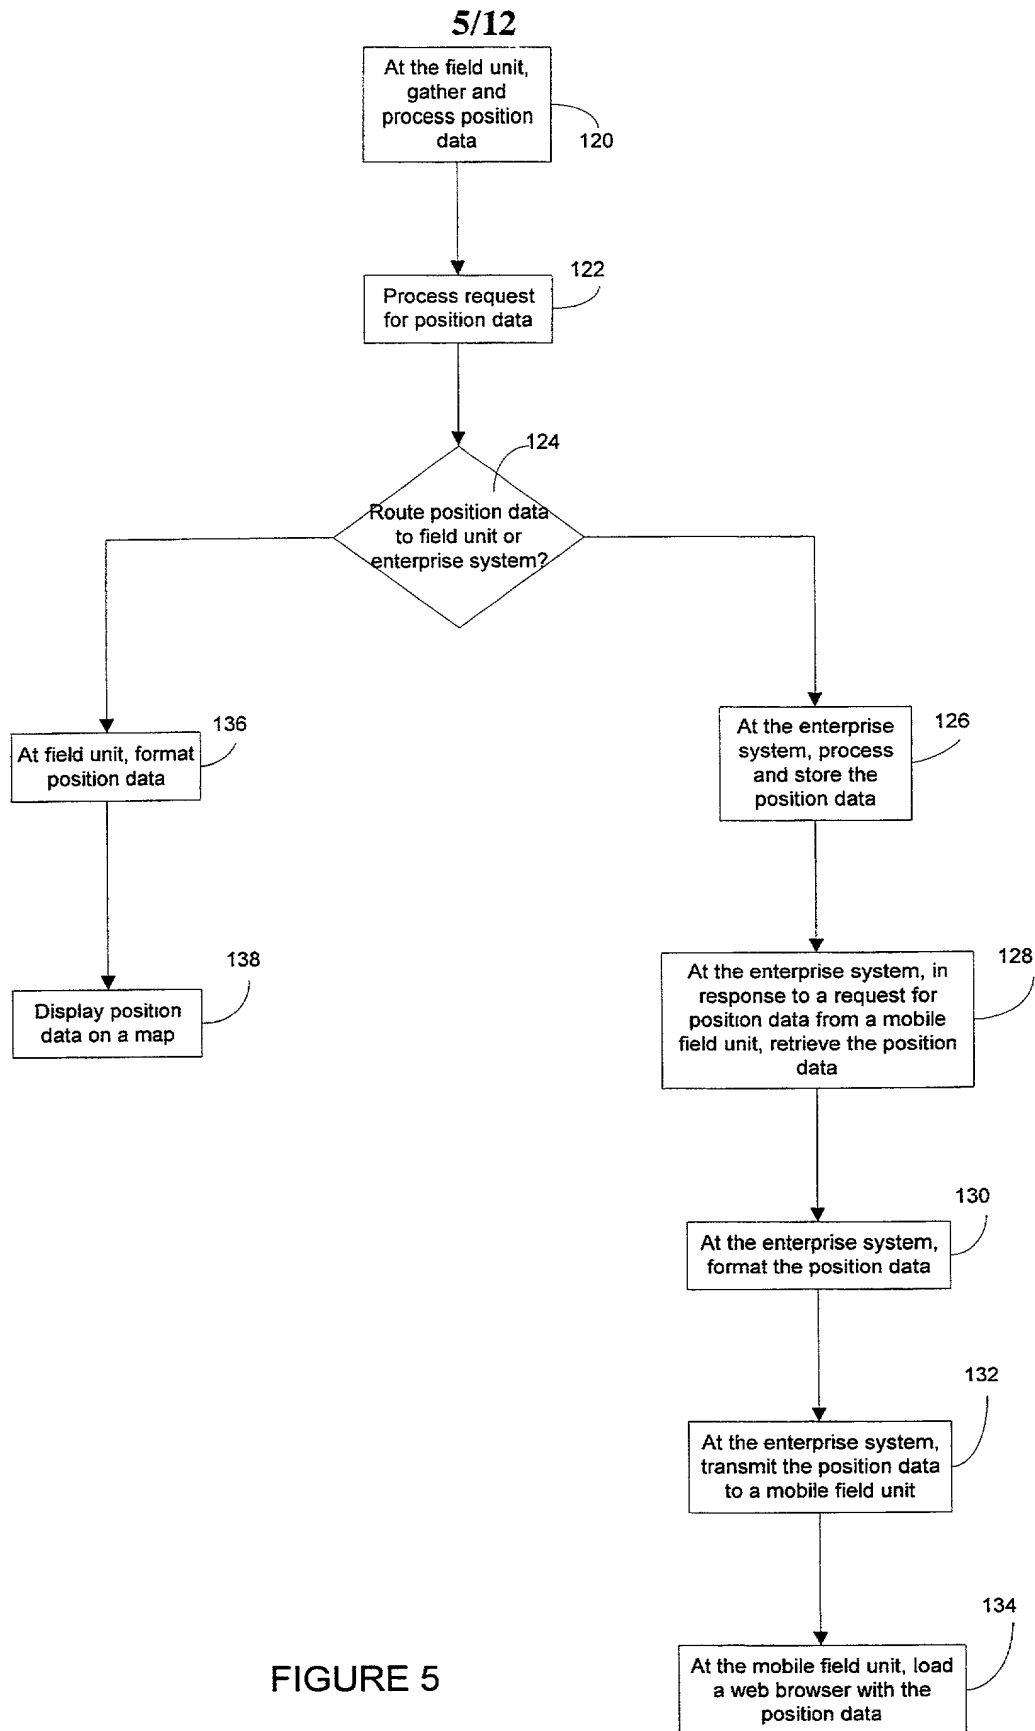 5/12
At the field unit,
gather and
process position
data
120
122
Process request
for position data
124
Route position data
to field unit or
enterprise system?
136
At field unit, format
position data
126
At the enterprise
system, process
and store the
position data
138
Display position
data on a map
128
At the enterprise system, in
response to a request for
position data from a mobile
field unit, retrieve the position
data
130
At the enterprise system,
format the position data
132
At the enterprise system,
transmit the position data
to a mobile field unit
134
At the mobile field unit, load
a web browser with the
position data
FIGURE 5